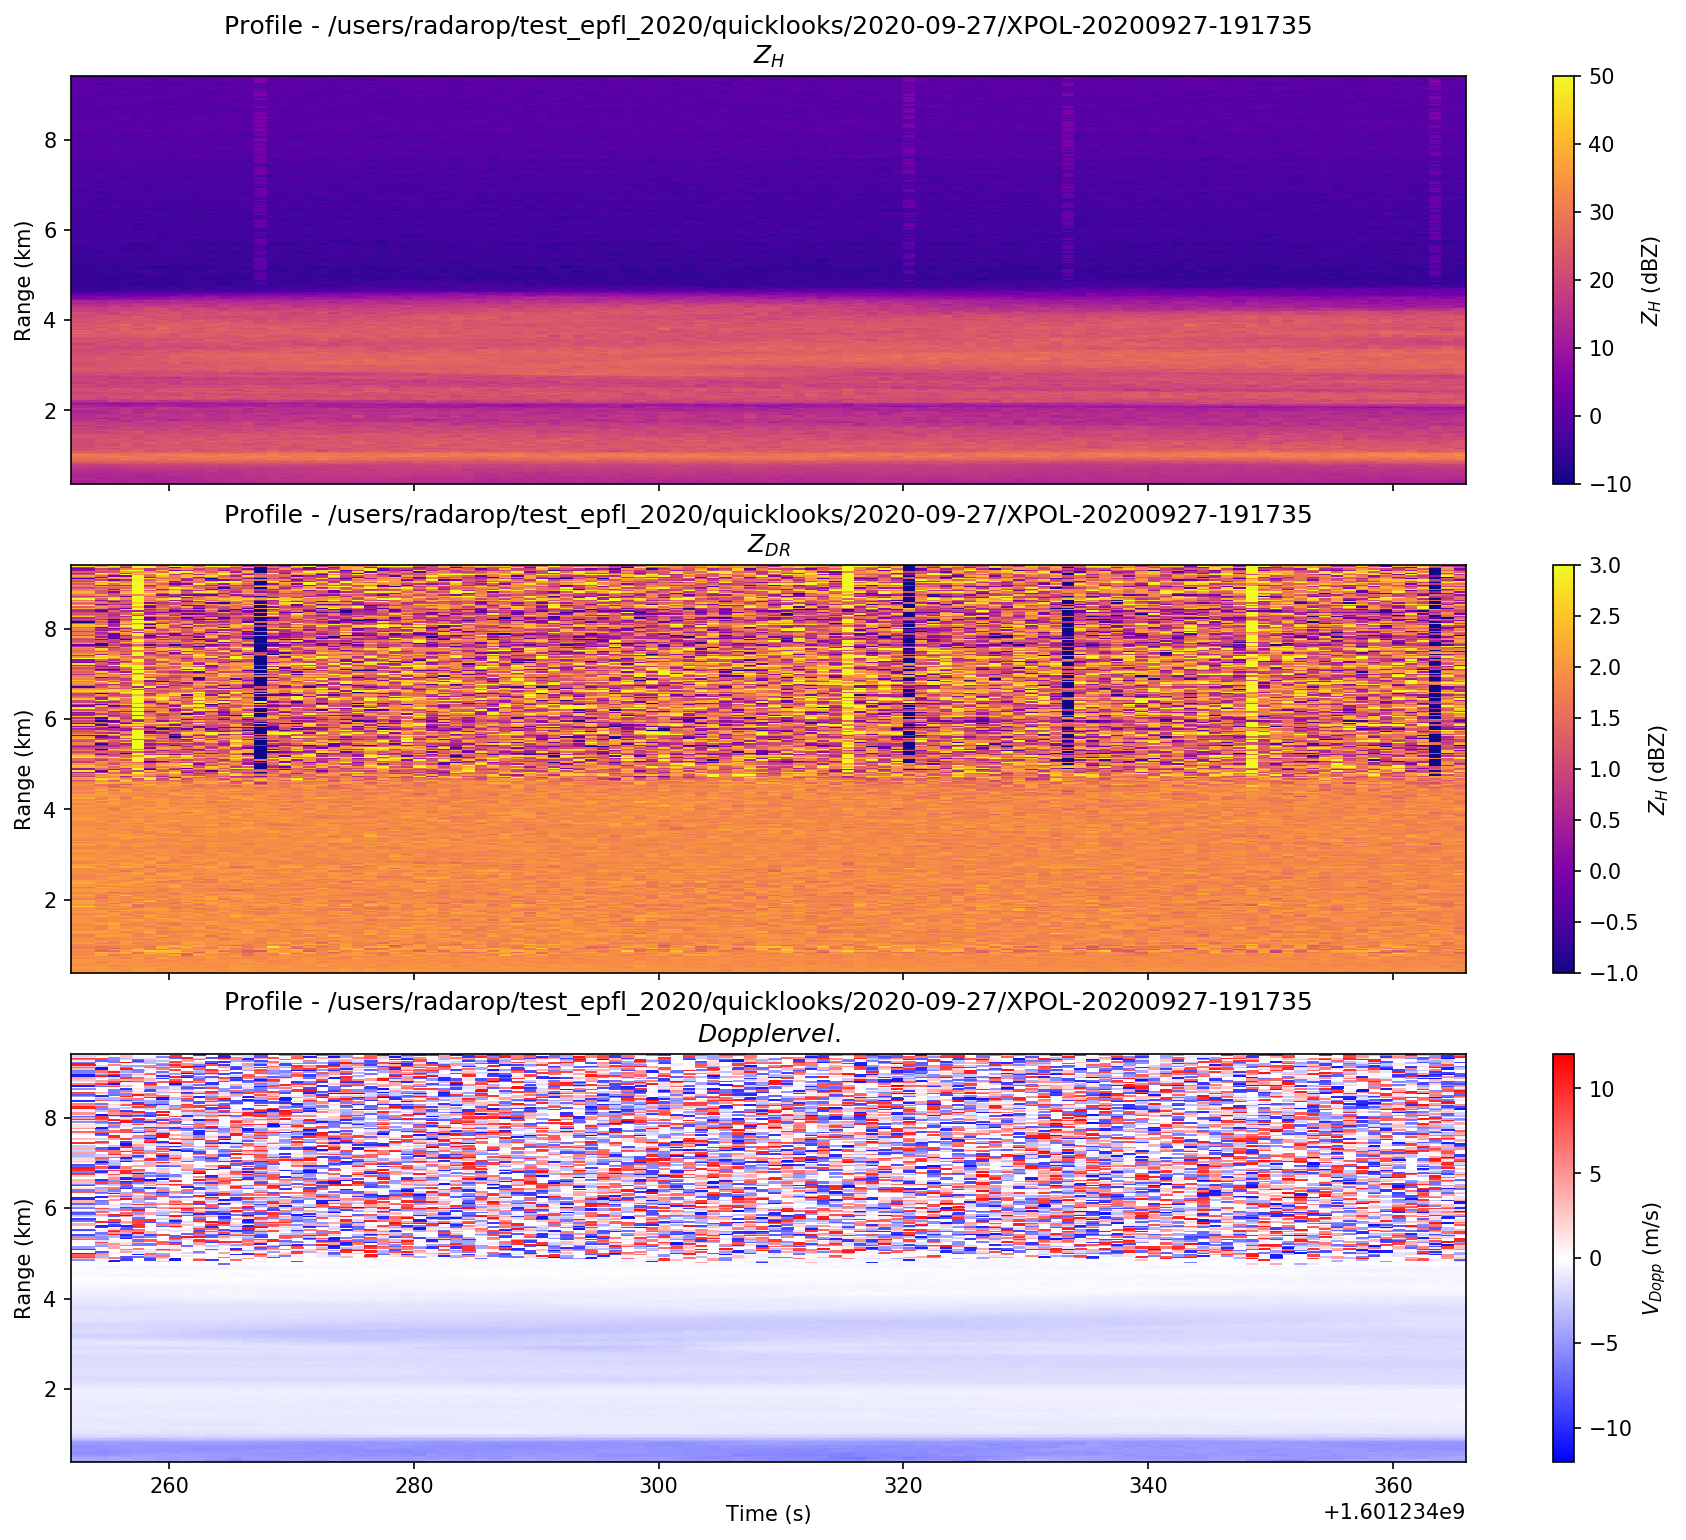 Profile - /users/radarop/test_epfl_2020/quicklooks/2020-09-27/XPOL-20200927-191735
Z_H
8
6
4
2
Range (km)
50
40
30
20
10
0
−10
Z_H (dBZ)
Profile - /users/radarop/test_epfl_2020/quicklooks/2020-09-27/XPOL-20200927-191735
Z_DR
8
6
4
2
Range (km)
3.0
2.5
2.0
1.5
1.0
0.5
0.0
−0.5
−1.0
Z_H (dBZ)
Profile - /users/radarop/test_epfl_2020/quicklooks/2020-09-27/XPOL-20200927-191735
Dopplervel.
8
6
4
2
Range (km)
10
5
0
−5
−10
V_Dopp (m/s)
260 280 300 320 340 360
Time (s)
+1.601234e9